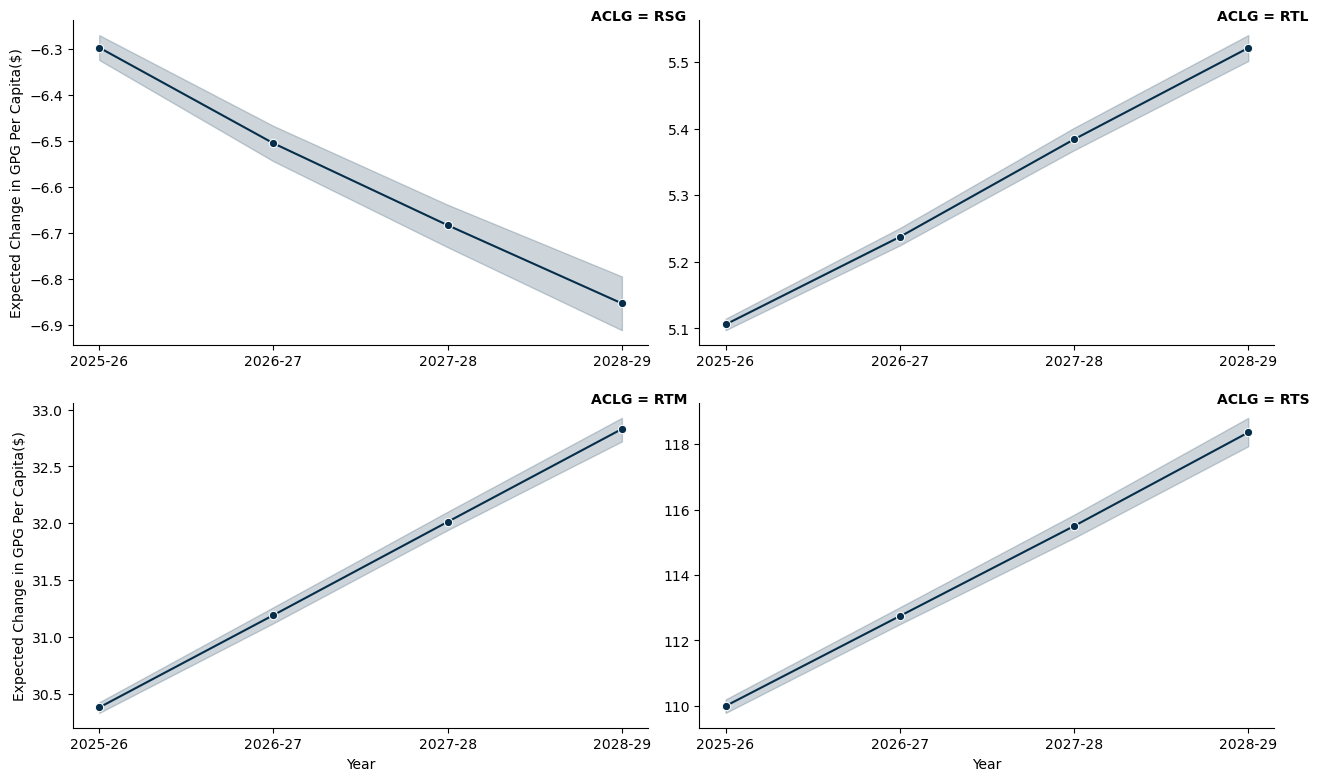 ACLG = RSG
Expected Change in GPG Per Capita($)
−6.3
−6.4
−6.5
−6.6
−6.7
−6.8
−6.9
2025-26 2026-27 2027-28 2028-29
ACLG = RTL
5.5
5.4
5.3
5.2
5.1
2025-26 2026-27 2027-28 2028-29
ACLG = RTM
Expected Change in GPG Per Capita($)
33.0
32.5
32.0
31.5
31.0
30.5
2025-26 2026-27 2027-28 2028-29
Year
ACLG = RTS
118
116
114
112
110
2025-26 2026-27 2027-28 2028-29
Year